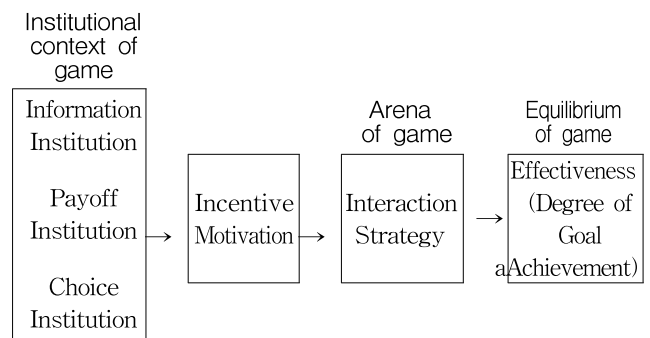 Institutional
context of
game
Information
Institution
Payoff
Institution
Choice
Institution
Incentive
Motivation
Arena
of game
Interaction
Strategy
Equilibrium
of game
Effectiveness
(Degree of
Goal
aAchievement)